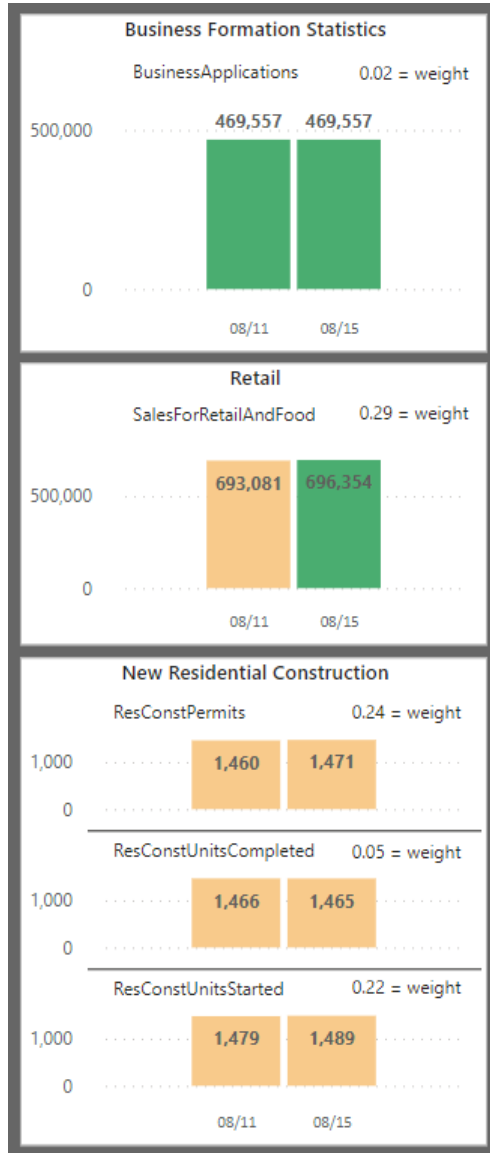 Business Formation Statistics
BusinessApplications 0.02 = weight
469,557 469,557
500,000
0
08/11 08/15
Retail
SalesForRetailAndFood 0.29 = weight
693,081 696,354
500,000
0
08/11 08/15
New Residential Construction
ResConstPermits 0.24 = weight
1,000 1,460 1,471
0
ResConstUnitsCompleted 0.05 = weight
1,000 1,466 1,465
0
ResConstUnitsStarted 0.22 = weight
1,000 1,479 1,489
0
08/11 08/15